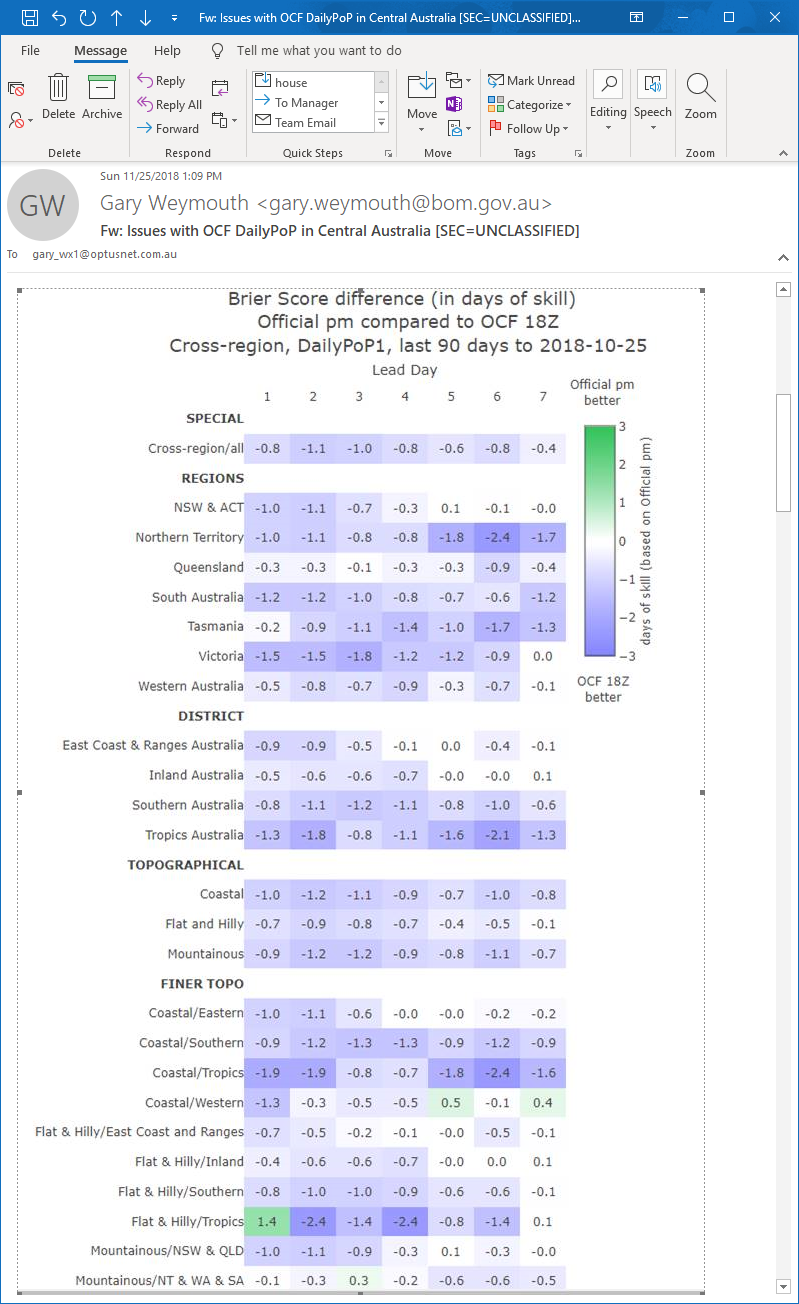 Fw: Issues with OCF DailyPoP in Central Australia [SEC=UNCLASSIFIED]...
File Message Help Tell me what you want to do
Delete Archive
Reply
Reply All
Forward
house
To Manager
Team Email
Move
Mark Unread
Categorize
Follow Up
Editing Speech Zoom
Delete Respond Quick Steps Move Tags Zoom
GW
Sun 11/25/2018 1:09 PM
Gary Weymouth <gary.weymouth@bom.gov.au>
Fw: Issues with OCF DailyPoP in Central Australia [SEC=UNCLASSIFIED]
To gary_wx1@optusnet.com.au
Brier Score difference (in days of skill)
Official pm compared to OCF 18Z
Cross-region, DailyPoP1, last 90 days to 2018-10-25
Lead Day
1 2 3 4 5 6 7
SPECIAL
Cross-region/all -0.8 -1.1 -1.0 -0.8 -0.6 -0.8 -0.4
REGIONS
NSW & ACT -1.0 -1.1 -0.7 -0.3 0.1 -0.1 -0.0
Northern Territory -1.0 -1.1 -0.8 -0.8 -1.8 -2.4 -1.7
Queensland -0.3 -0.3 -0.1 -0.3 -0.3 -0.9 -0.4
South Australia -1.2 -1.2 -1.0 -0.8 -0.7 -0.6 -1.2
Tasmania -0.2 -0.9 -1.1 -1.4 -1.0 -1.7 -1.3
Victoria -1.5 -1.5 -1.8 -1.2 -1.2 -0.9 0.0
Western Australia -0.5 -0.8 -0.7 -0.9 -0.3 -0.7 -0.1
DISTRICT
East Coast & Ranges Australia -0.9 -0.9 -0.5 -0.1 0.0 -0.4 -0.1
Inland Australia -0.5 -0.6 -0.6 -0.7 -0.0 -0.0 0.1
Southern Australia -0.8 -1.1 -1.2 -1.1 -0.8 -1.0 -0.6
Tropics Australia -1.3 -1.8 -0.8 -1.1 -1.6 -2.1 -1.3
TOPOGRAPHICAL
Coastal -1.0 -1.2 -1.1 -0.9 -0.7 -1.0 -0.8
Flat and Hilly -0.7 -0.9 -0.8 -0.7 -0.4 -0.5 -0.1
Mountainous -0.9 -1.2 -1.2 -0.9 -0.8 -1.1 -0.7
FINER TOPO
Coastal/Eastern -1.0 -1.1 -0.6 -0.0 -0.0 -0.2 -0.2
Coastal/Southern -0.9 -1.2 -1.3 -1.3 -0.9 -1.2 -0.9
Coastal/Tropics -1.9 -1.9 -0.8 -0.7 -1.8 -2.4 -1.6
Coastal/Western -1.3 -0.3 -0.5 -0.5 0.5 -0.1 0.4
Flat & Hilly/East Coast and Ranges -0.7 -0.5 -0.2 -0.1 -0.0 -0.5 -0.1
Flat & Hilly/Inland -0.4 -0.6 -0.6 -0.7 -0.0 0.0 0.1
Flat & Hilly/Southern -0.8 -1.0 -1.0 -0.9 -0.6 -0.6 -0.1
Flat & Hilly/Tropics 1.4 -2.4 -1.4 -2.4 -0.8 -1.4 0.1
Mountainous/NSW & QLD -1.0 -1.1 -0.9 -0.3 0.1 -0.3 -0.0
Mountainous/NT & WA & SA -0.1 -0.3 0.3 -0.2 -0.6 -0.6 -0.5
Official pm
better
3
2
1
0
−1
−2
−3
days of skill (based on Official pm)
OCF 18Z
better